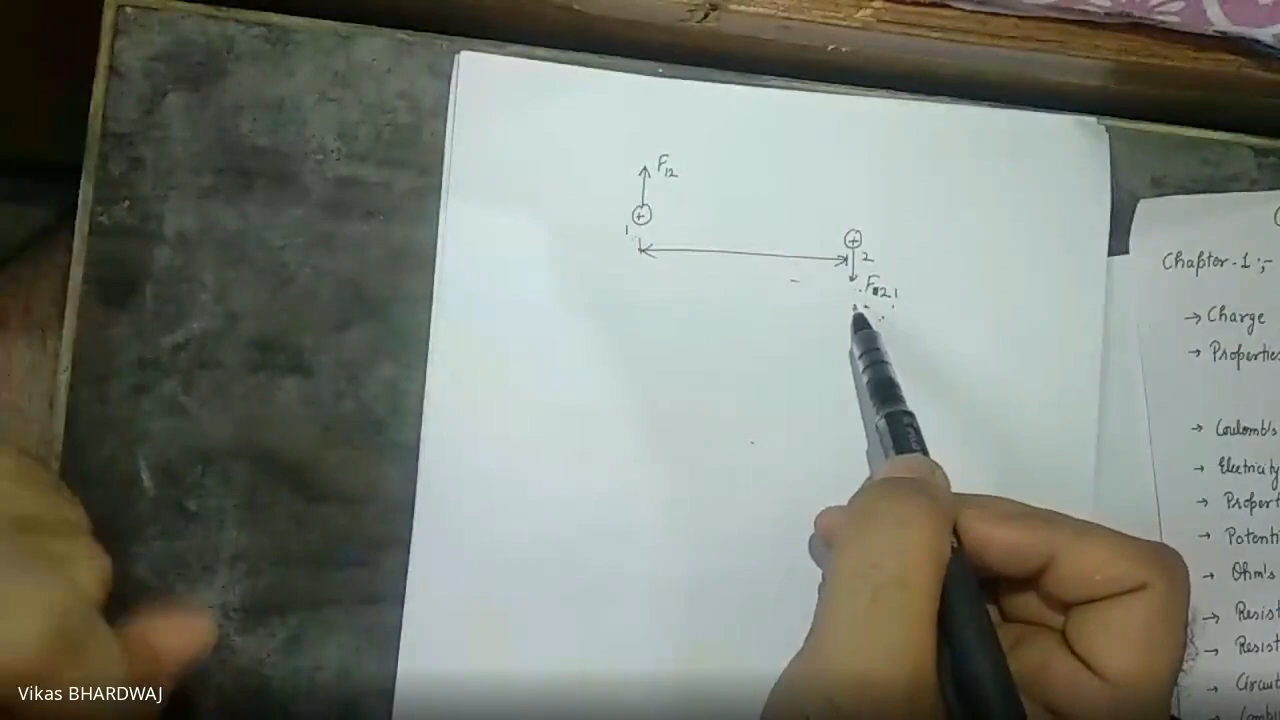 F12
+
1
+
2
F21
Chapter-1:-
→ Charge
→ Properties
→ Coulomb's
→ Electricity
→ Propert
→ Potenti
→ Ohm's
→ Resist
→ Resist
→ Circuit
Vikas BHARDWAJ